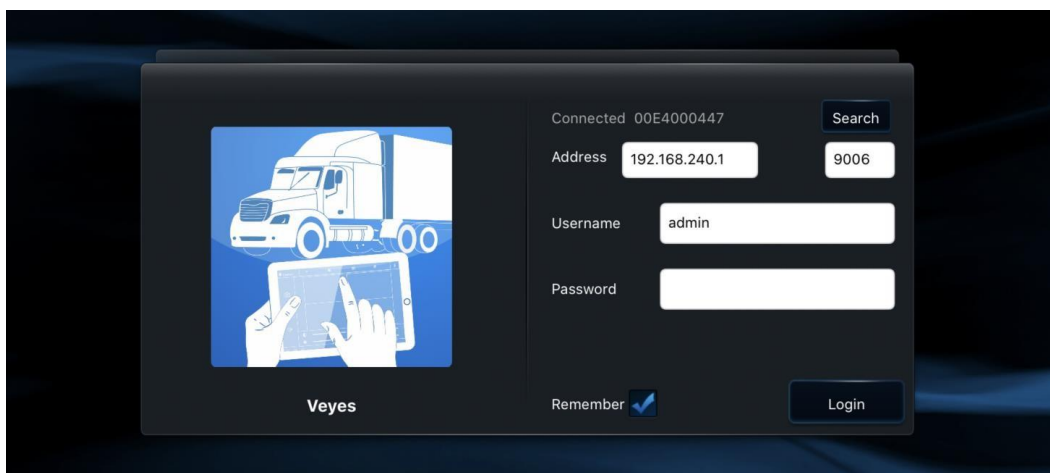 Connected 00E4000447 Search
Address 192.168.240.1 9006
Username admin
Password
Veyes Remember Login